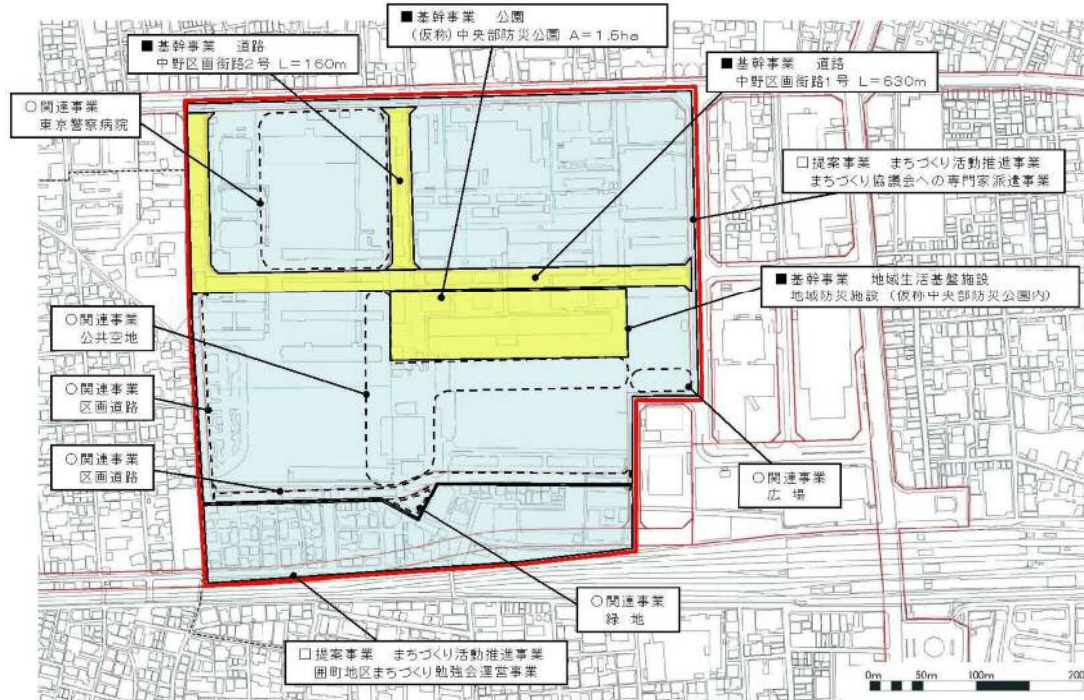 ■基幹事業　公園
(仮称)中央部防災公園 A=1.5ha
■基幹事業　道路
中野区画街路2号 L=160m
■基幹事業　道路
中野区画街路1号 L=630m
○関連事業
東京警察病院
□提案事業　まちづくり活動推進事業
まちづくり協議会への専門家派遣事業
■基幹事業　地域生活基盤施設
地域防災施設（仮称中央部防災公園内）
○関連事業
公共空地
○関連事業
区画道路
○関連事業
区画道路
○関連事業
広場
○関連事業
緑地
□提案事業　まちづくり活動推進事業
囲町地区まちづくり勉強会運営事業
0m 50m 100m 200